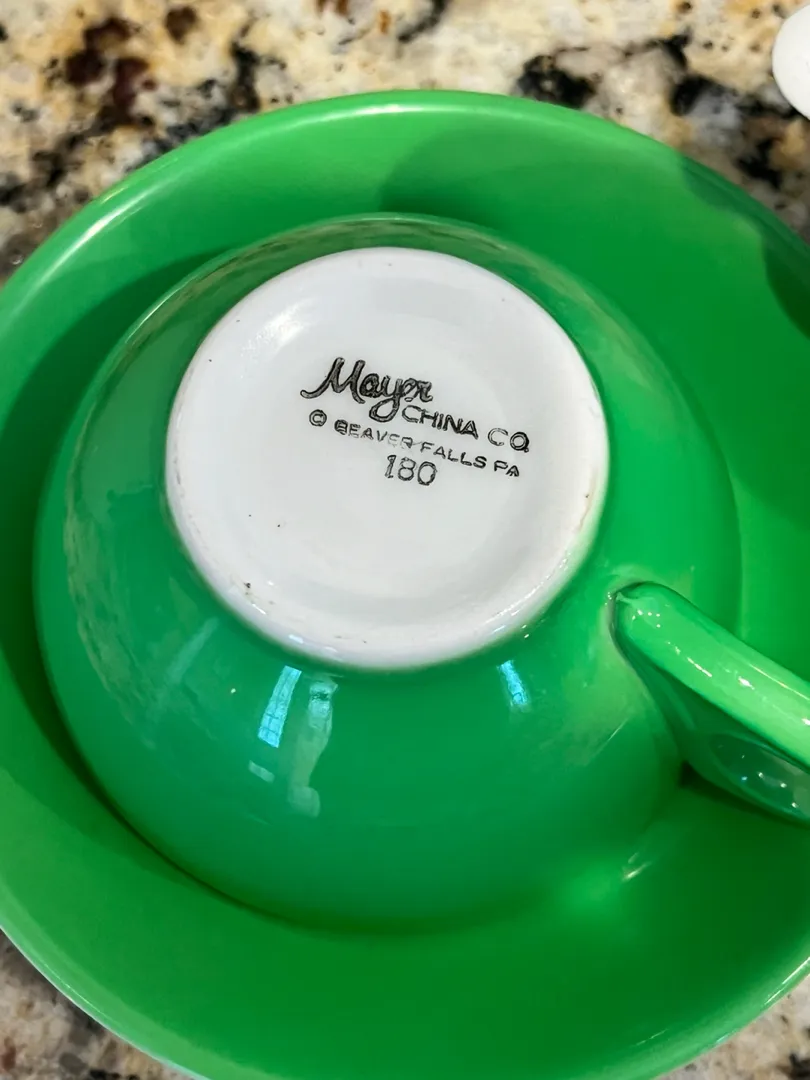 Mayer
CHINA CO.
© BEAVER FALLS PA
180